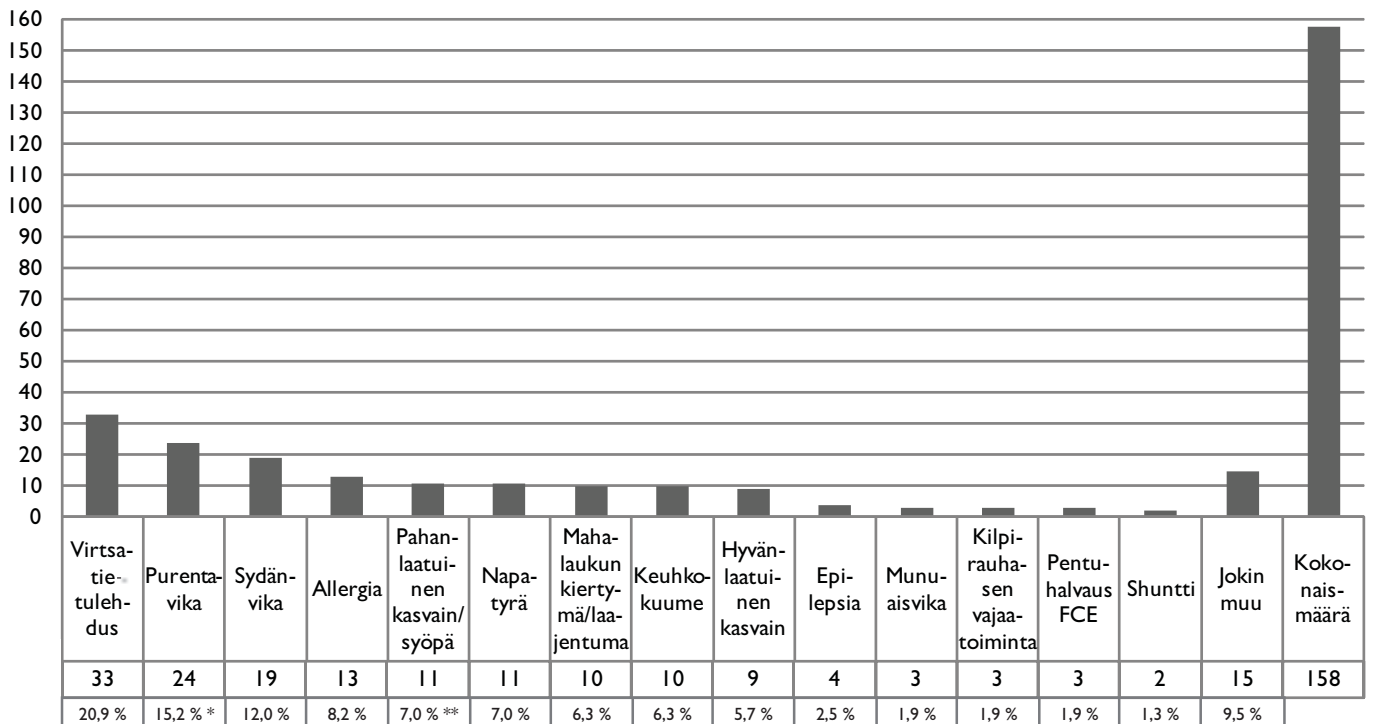 160
150
140
130
120
110
100
90
80
70
60
50
40
30
20
10
0
Virtsa-
tie-
tulehdus
Purenta-
vika
Sydän-
vika
Allergia
Pahan-
laatui-
nen
kasvain/
syöpä
Napa-
tyrä
Maha-
laukun
kierty-
mä/laa-
jentuma
Keuhko-
kuume
Hyvän-
laatui-
nen
kasvain
Epi-
lepsia
Munu-
aisvika
Kilpi-
rauha-
sen
vajaa-
toiminta
Pentu-
halvaus
FCE
Shuntti
Jokin
muu
Koko-
nais-
määrä
33 24 19 13 11 11 10 10 9 4 3 3 3 2 15 158
20,9 % 15,2 % * 12,0 % 8,2 % 7,0 % ** 7,0 % 6,3 % 6,3 % 5,7 % 2,5 % 1,9 % 1,9 % 1,9 % 1,3 % 9,5 %